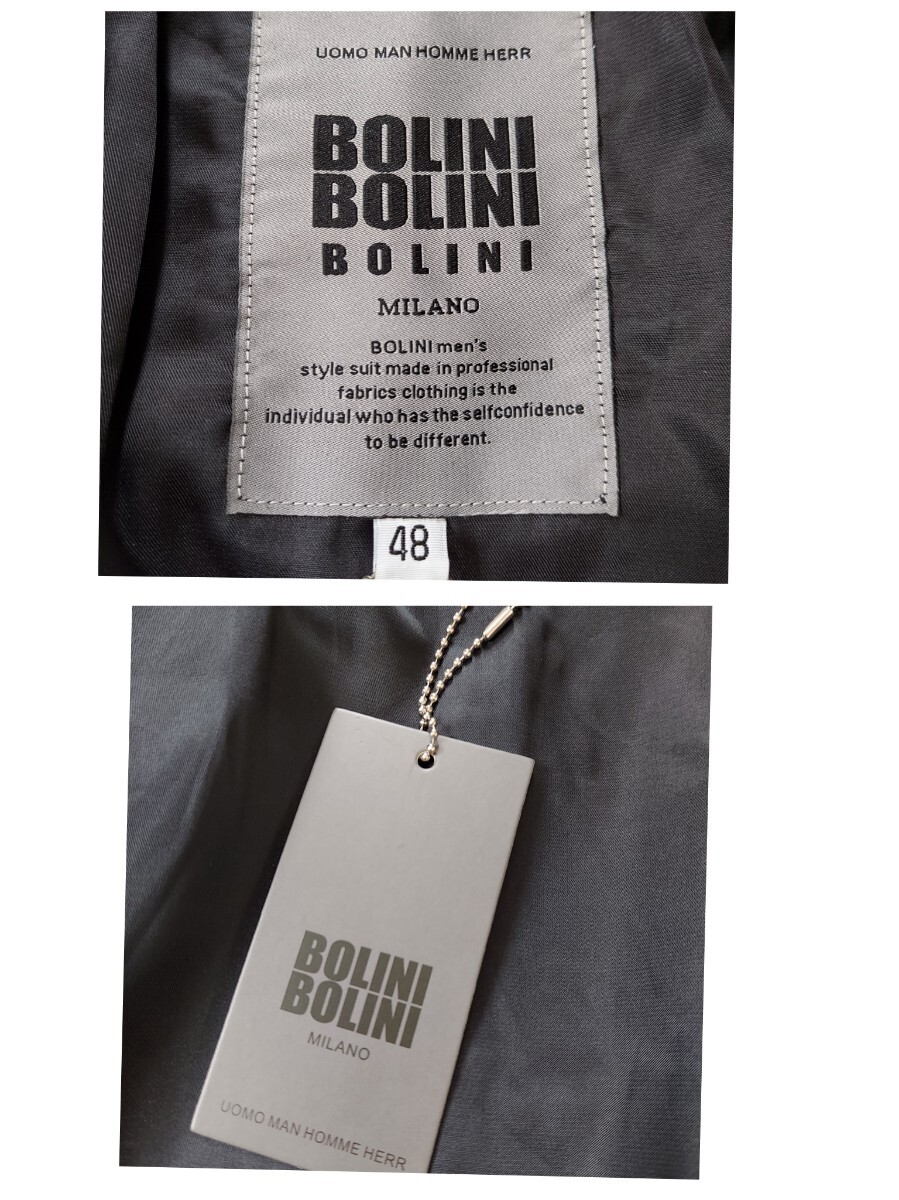 UOMO MAN HOMME HERR
BOLINI
BOLINI
BOLINI
MILANO
BOLINI men's
style suit made in professional
fabrics clothing is the
individual who has the selfconfidence
to be different.
48
BOLINI
BOLINI
MILANO
UOMO MAN HOMME HERR